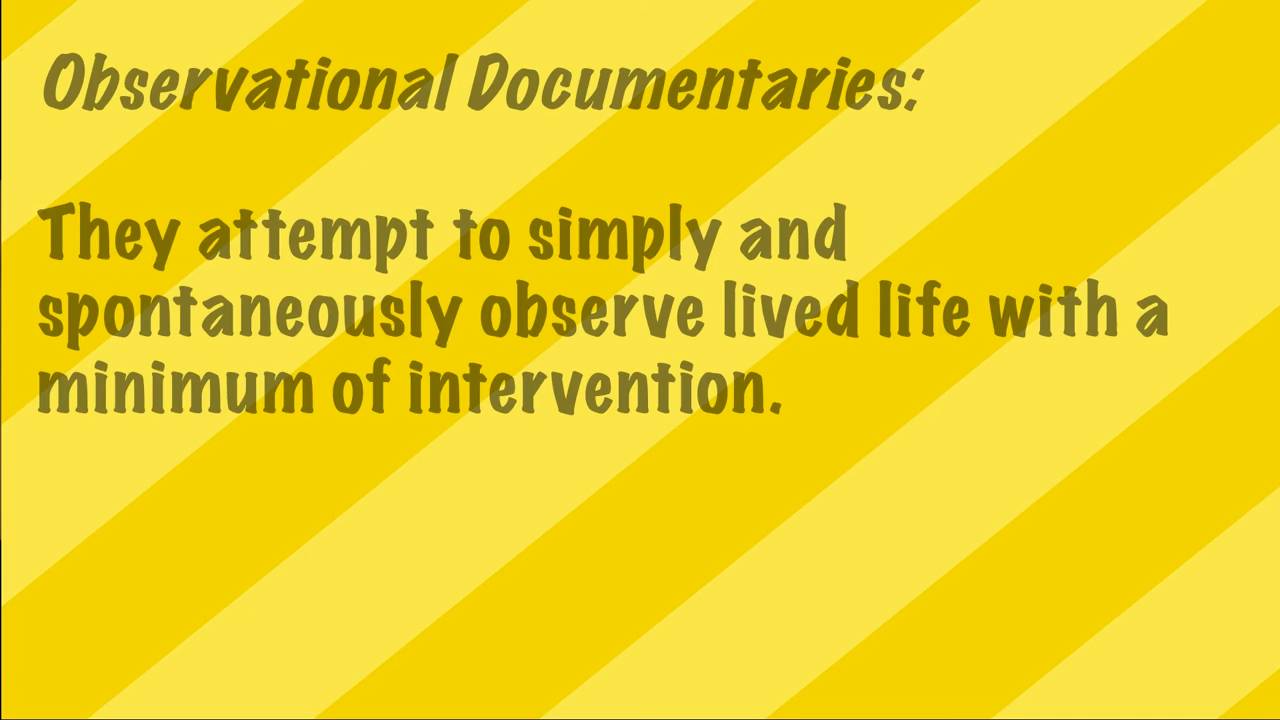 Observational Documentaries:
They attempt to simply and
spontaneously observe lived life with a
minimum of intervention.